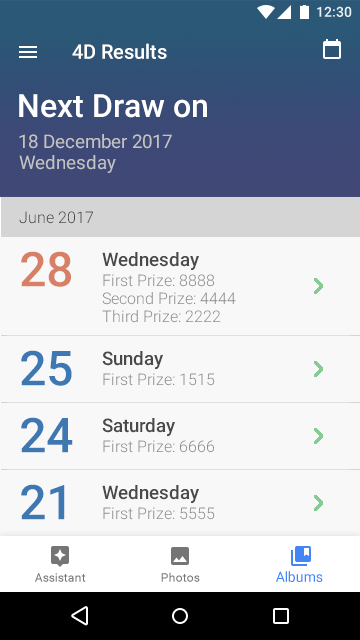 12:30
4D Results
Next Draw on
18 December 2017
Wednesday
June 2017
28
Wednesday
First Prize: 8888
Second Prize: 4444
Third Prize: 2222
25
Sunday
First Prize: 1515
24
Saturday
First Prize: 6666
21
Wednesday
First Prize: 5555
Assistant
Photos
Albums